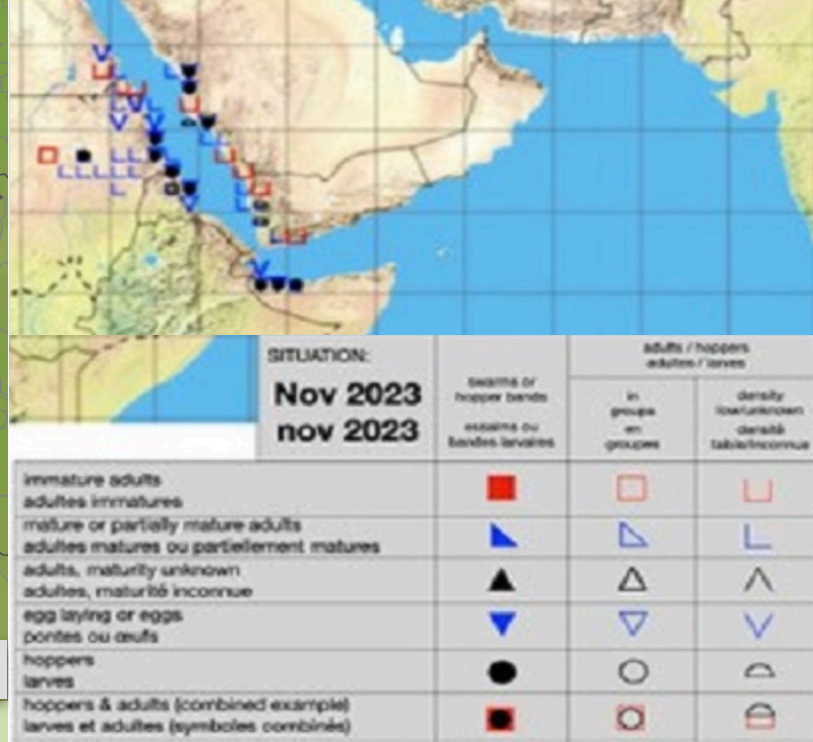 SITUATION:
Nov 2023
nov 2023
swarms or
hopper bands
essaims ou
bandes larvaires
adults / hoppers
adultes / larves
in
groups
en
groupes
density
low/unknown
densité
faible/inconnue
immature adults
adultes immatures
mature or partially mature adults
adultes matures ou partiellement matures
adults, maturity unknown
adultes, maturité inconnue
egg laying or eggs
pontes ou œufs
hoppers
larves
hoppers & adults (combined example)
larves et adultes (symboles combinés)